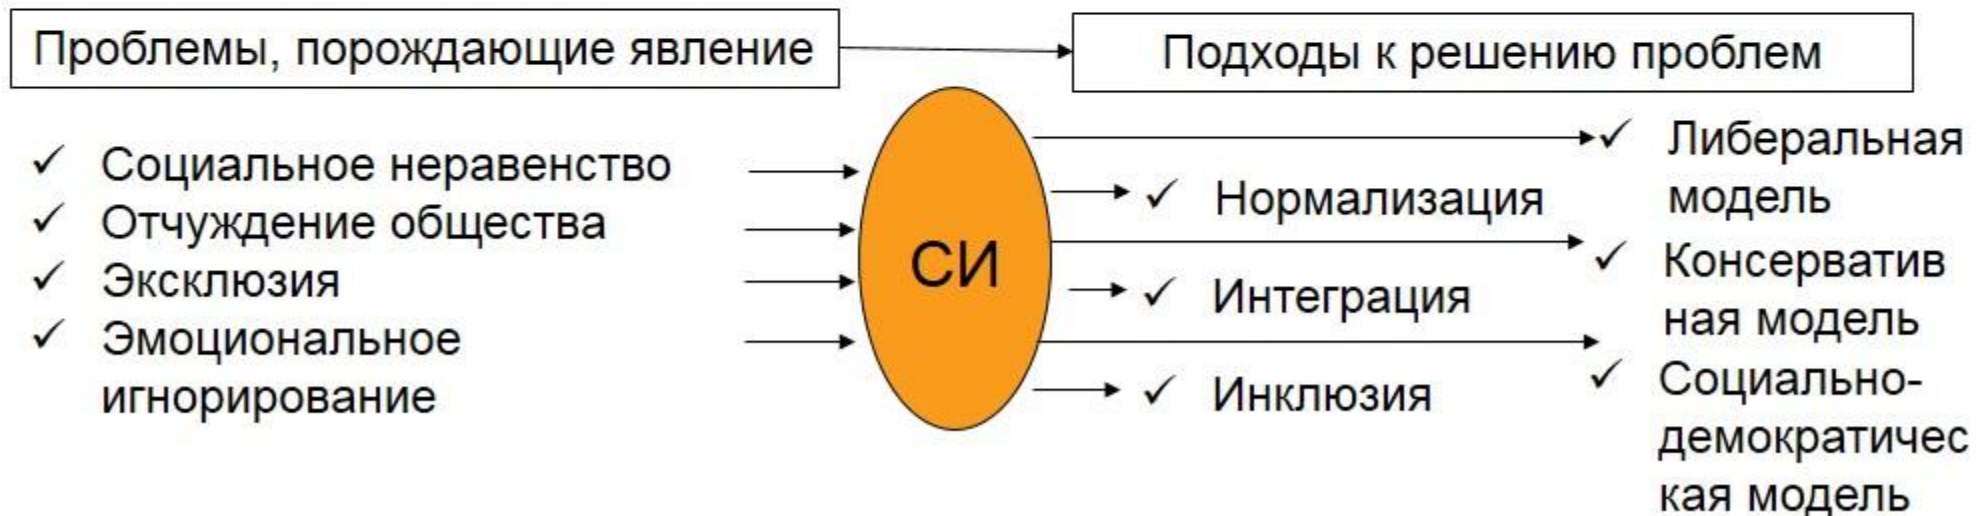 Проблемы, порождающие явление
Подходы к решению проблем
✓ Социальное неравенство
✓ Отчуждение общества
✓ Эксклюзия
✓ Эмоциональное
игнорирование
СИ
✓ Нормализация
✓ Интеграция
✓ Инклюзия
✓ Либеральная
модель
✓ Консерватив
ная модель
✓ Социально-
демократичес
кая модель